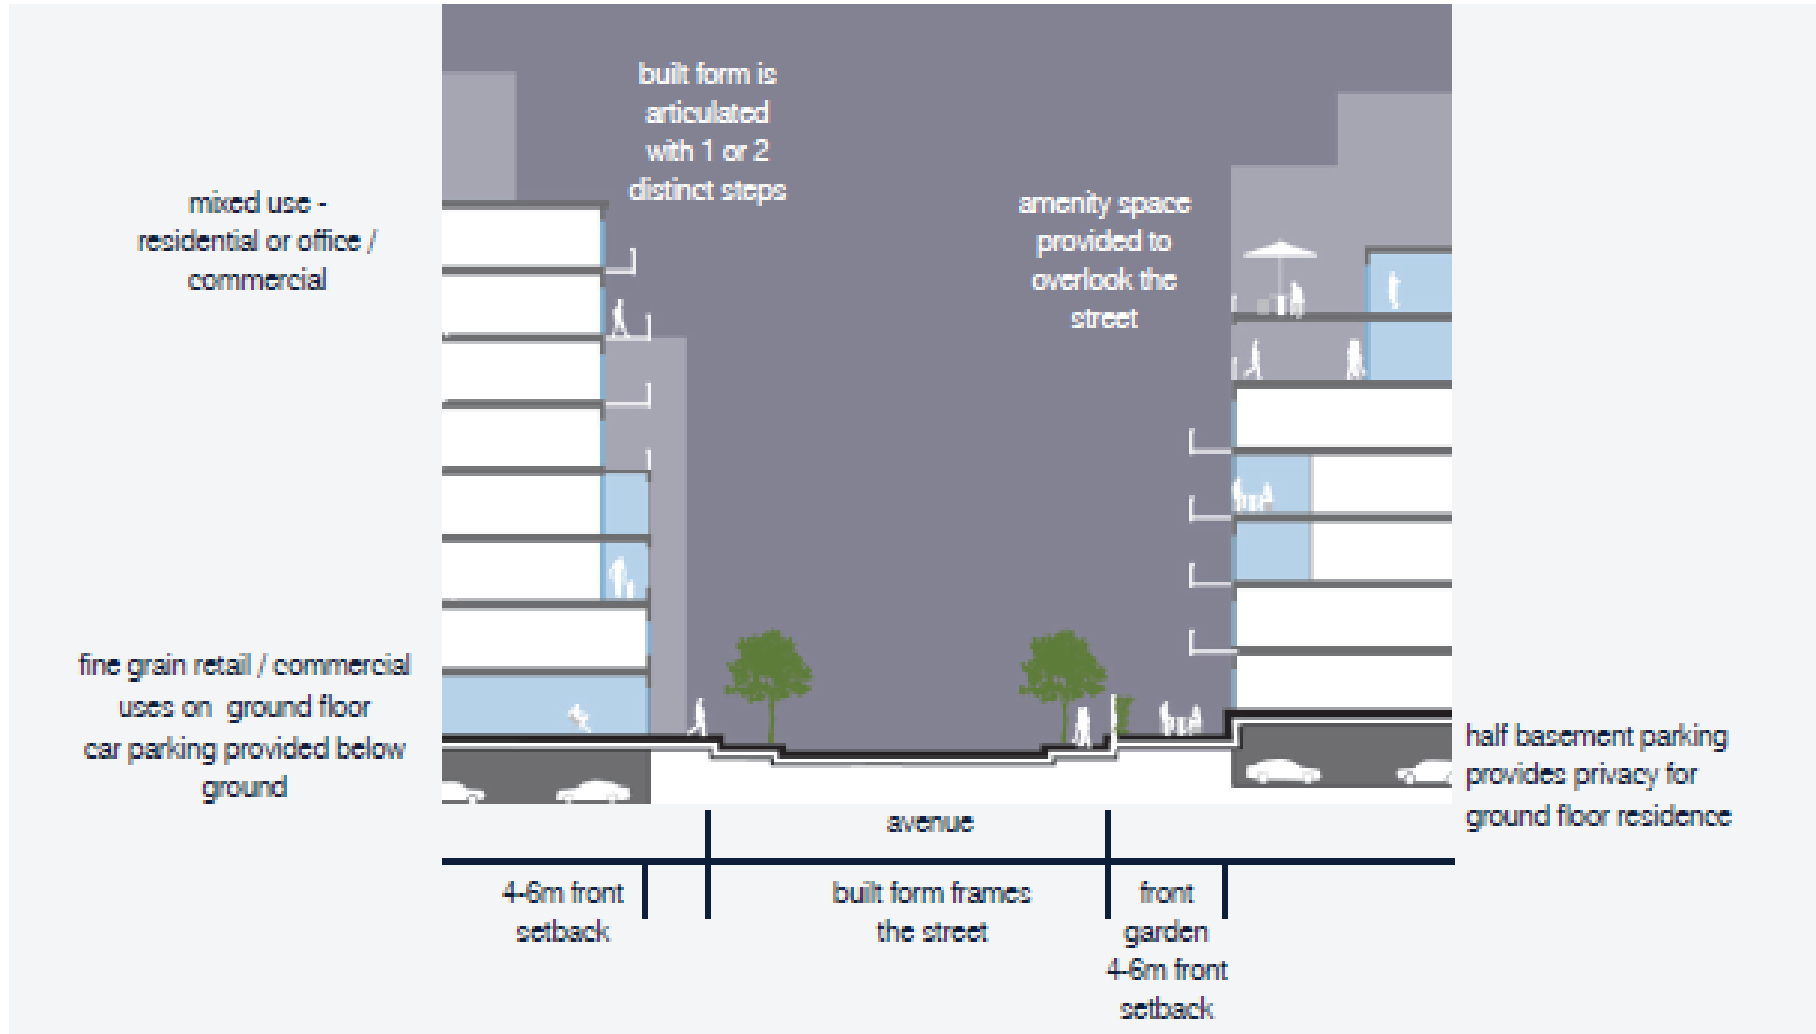 built form is
articulated
with 1 or 2
distinct steps
mixed use -
residential or office /
commercial
amenity space
provided to
overlook the
street
fine grain retail / commercial
uses on ground floor
car parking provided below
ground
half basement parking
provides privacy for
ground floor residence
avenue
4-6m front
setback
built form frames
the street
front
garden
4-6m front
setback